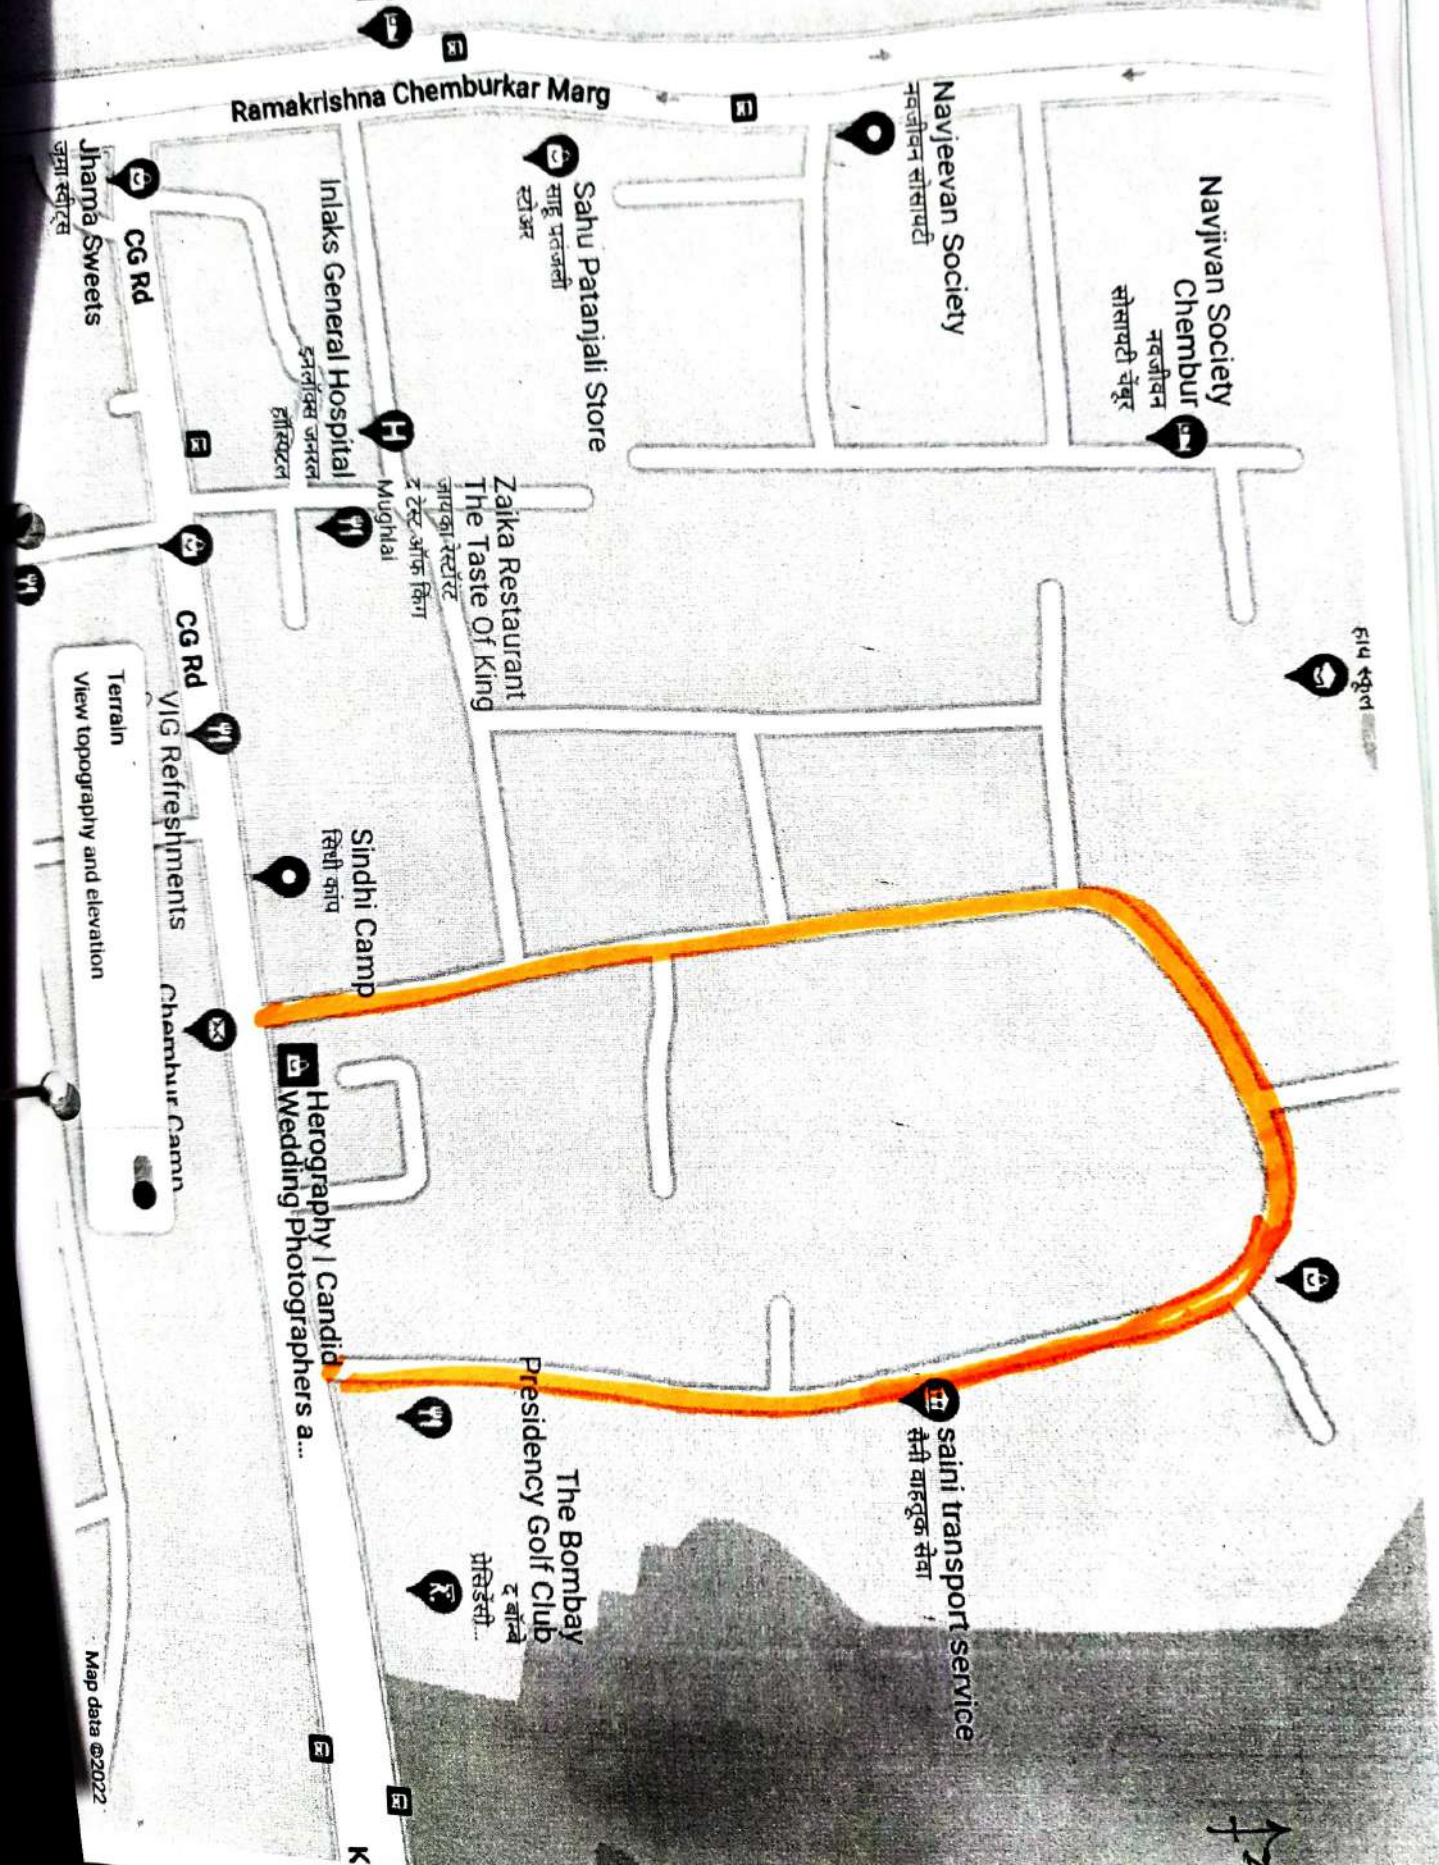 Ramakrishna Chemburkar Marg
Navjeevan Society
नवजीवन सोसायटी
Navjivan Society
Chembur
नवजीवन
सोसायटी चेंबूर
हाय स्कूल
Sahu Patanjali Store
साहू पतंजली
स्टोअर
Inlaks General Hospital
इनलॉक्स जनरल
हॉस्पिटल
Jhama Sweets
झमा स्वीट्स
CG Rd
Zaika Restaurant
The Taste Of King
जायका रेस्टॉरंट
द टेस्ट ऑफ किंग
Mughlai
CG Rd
VIG Refreshments
Sindhi Camp
सिंधी कांप
Chembur Camp
Terrain
View topography and elevation
Herography | Candid
Wedding Photographers a...
saini transport service
सैनी वाहतूक सेवा
The Bombay
Presidency Golf Club
द बॉम्बे
प्रेसिडेंसी...
Map data ©2022
K
N